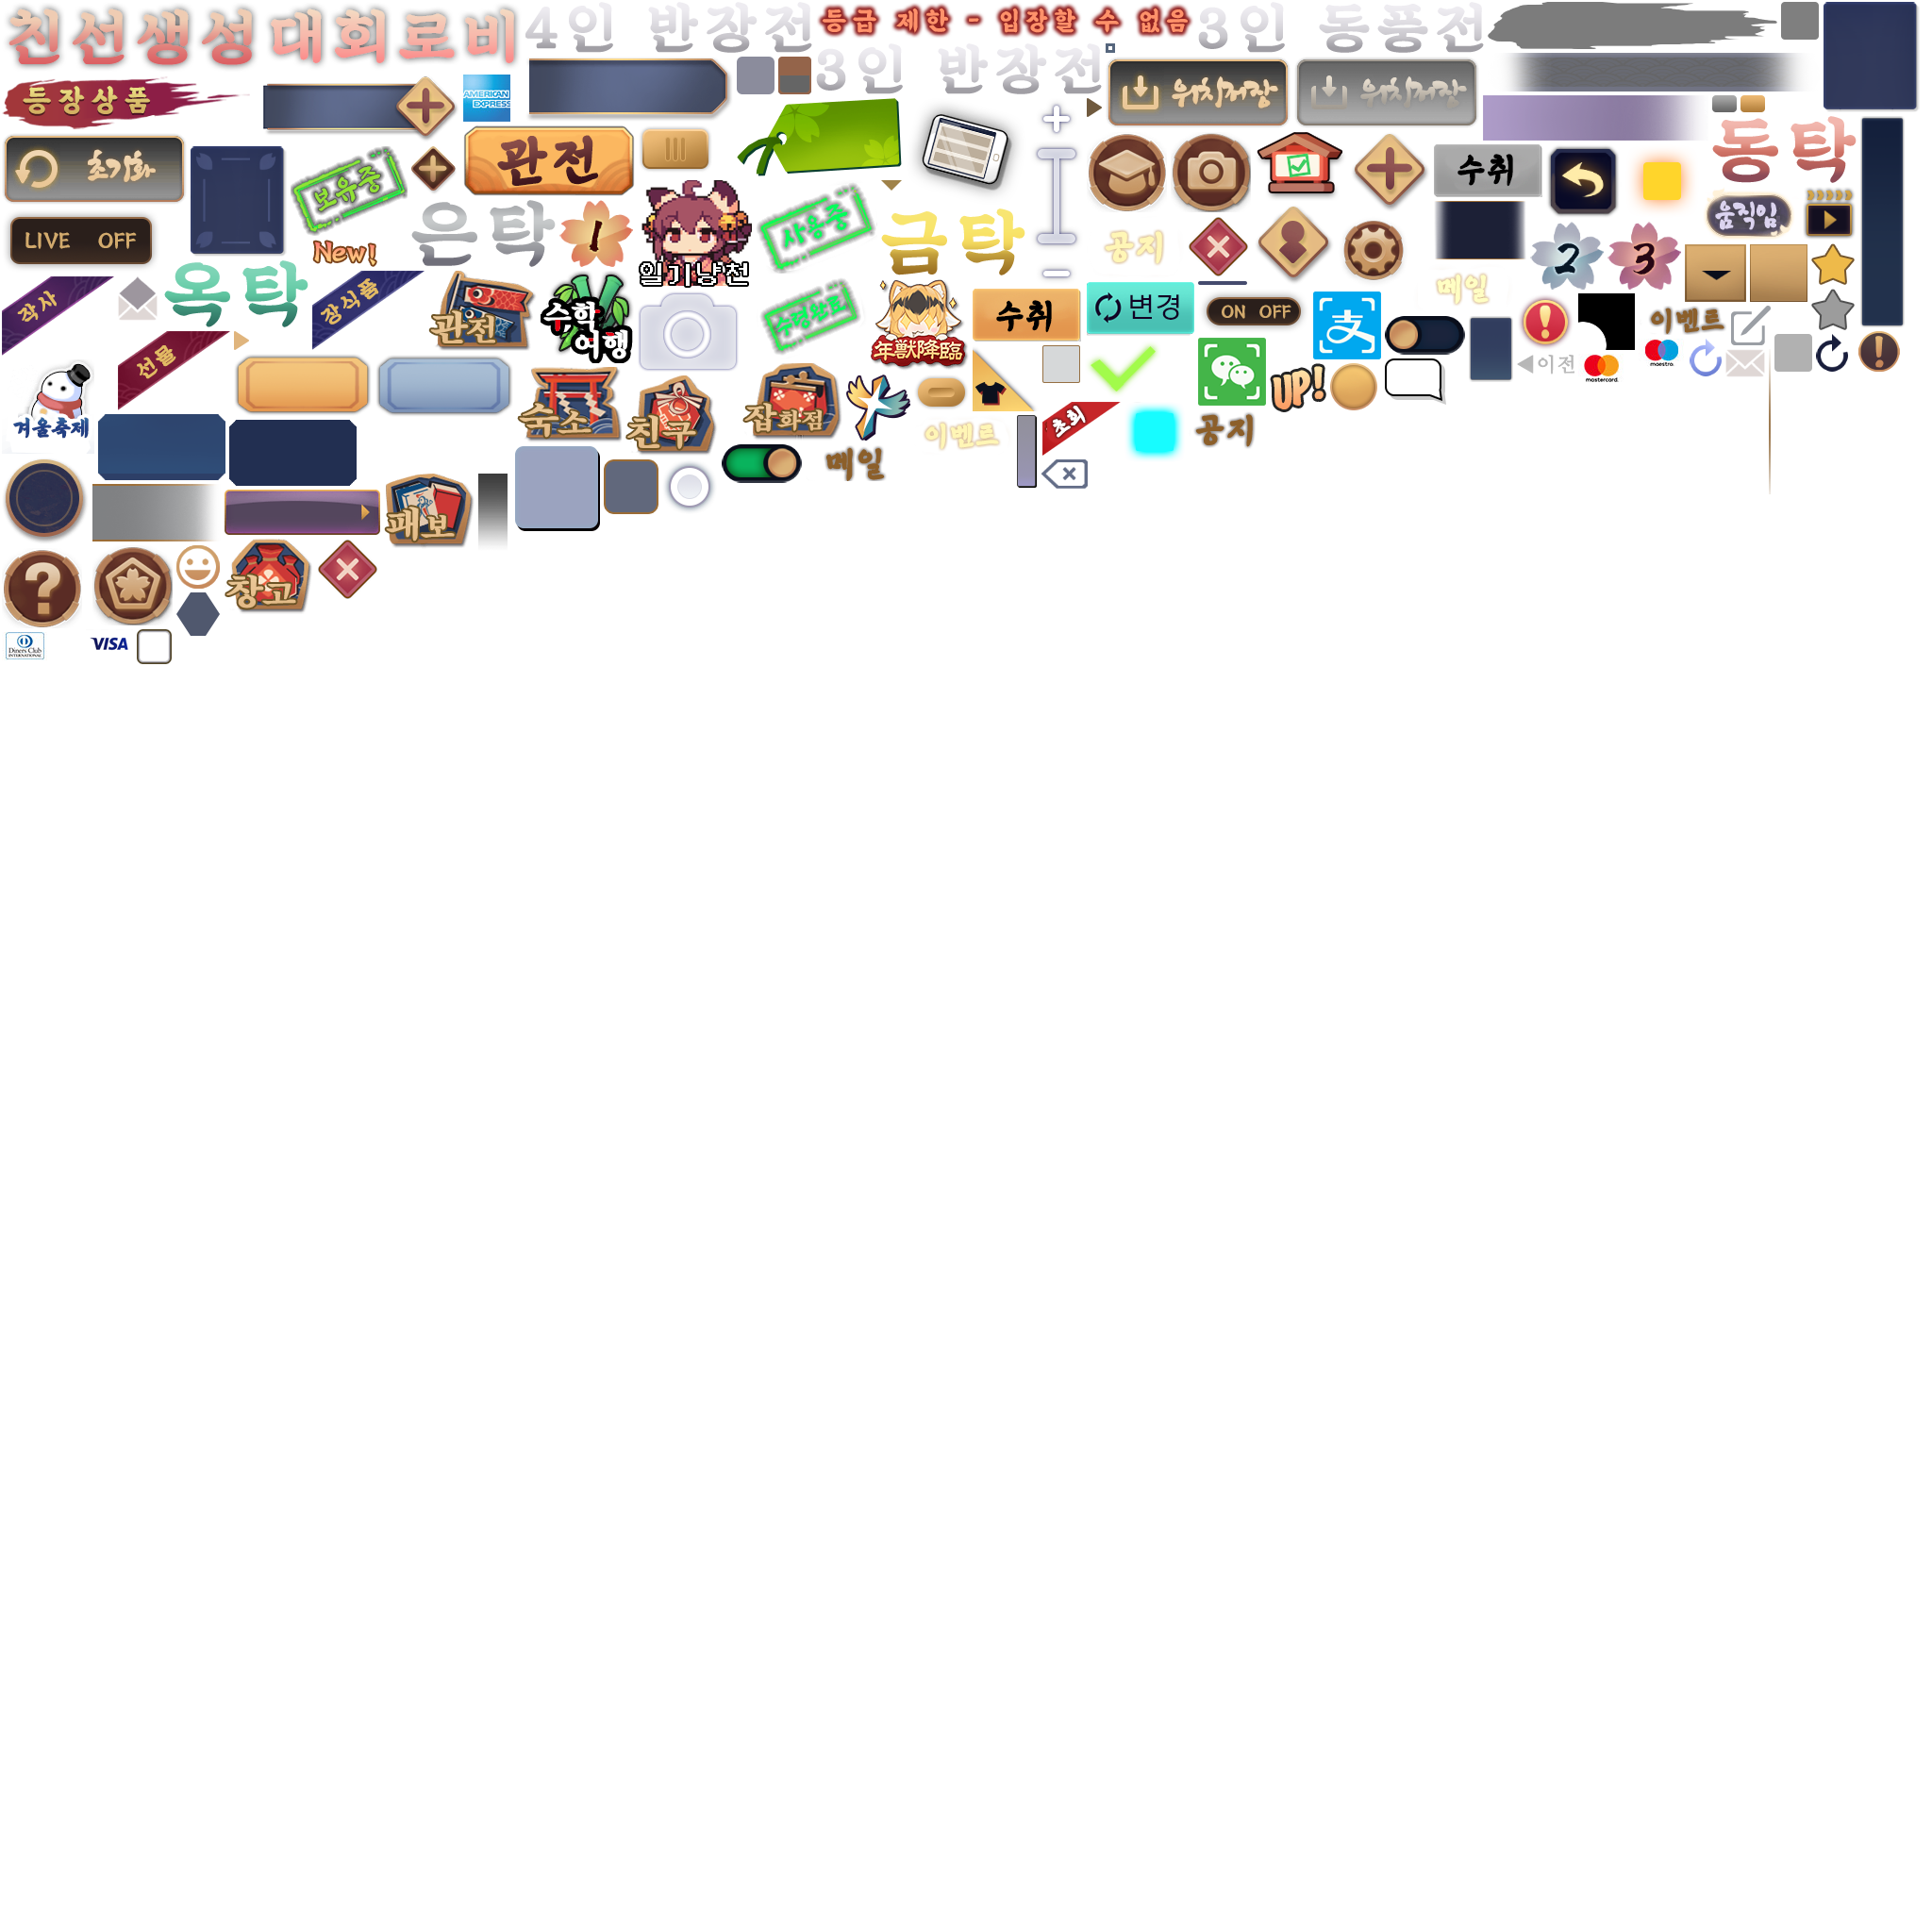 친선 생성 대회 로비
4인 반장전
등급 제한 - 입장할 수 없음
3인 동풍전
3인 반장전
등장상품
AMERICAN EXPRESS
위치저장
위치저장
초기화
보유중
관전
수취
동탁
LIVE OFF
New!
은탁
1
일기냥천
사용중
금탁
공지
움직임
2
3
메일
작사
옥탁
장식품
관전
수학여행
수령완료
年獸降臨
수취
변경
ON OFF
支
이벤트
선물
이전
mastercard.
maestro.
겨울축제
숙소
친구
잡화점
이벤트
초회
UP!
공지
메일
패보
창고
Diners Club
INTERNATIONAL
VISA